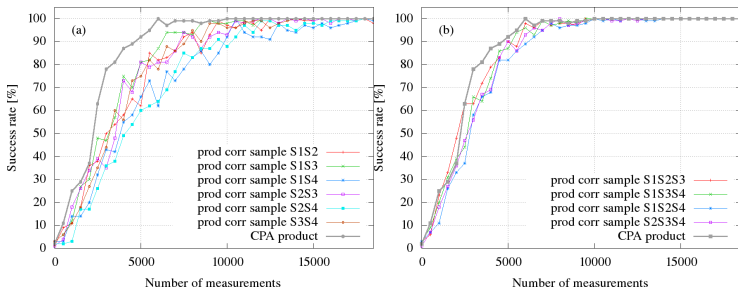 (a)
Success rate [%]
100
90
80
70
60
50
40
30
20
10
0
prod corr sample S1S2
prod corr sample S1S3
prod corr sample S1S4
prod corr sample S2S3
prod corr sample S2S4
prod corr sample S3S4
CPA product
0 5000 10000 15000
Number of measurements
(b)
Success rate [%]
100
90
80
70
60
50
40
30
20
10
0
prod corr sample S1S2S3
prod corr sample S1S3S4
prod corr sample S1S2S4
prod corr sample S2S3S4
CPA product
0 5000 10000 15000
Number of measurements